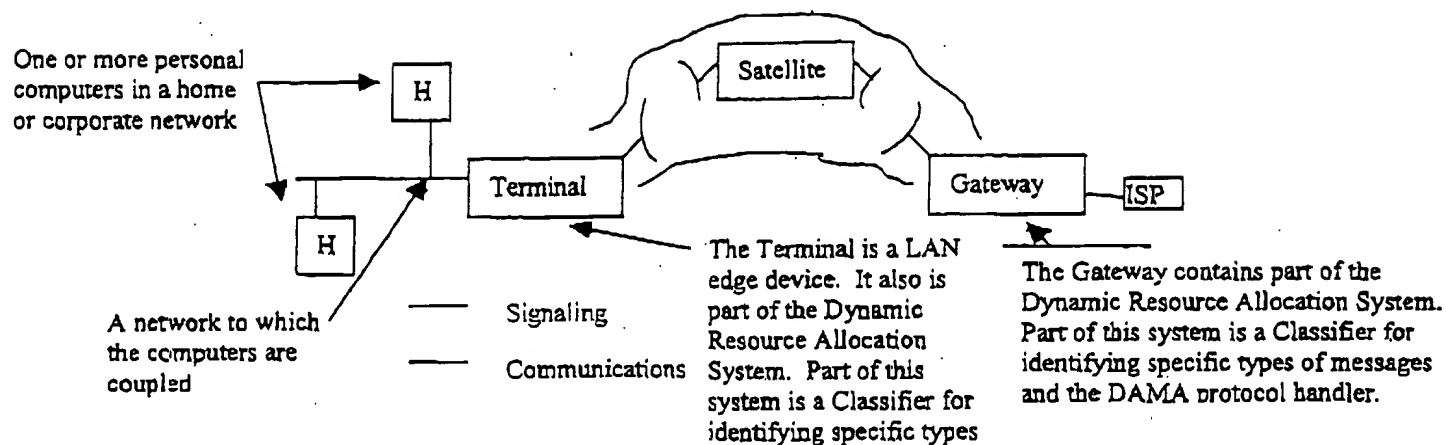 One or more personal
computers in a home
or corporate network
H
H
Terminal
Satellite
Gateway
ISP
A network to which
the computers are
coupled
Signaling
Communications
The Terminal is a LAN
edge device. It also is
part of the Dynamic
Resource Allocation
System. Part of this
system is a Classifier for
identifying specific types
The Gateway contains part of the
Dynamic Resource Allocation System.
Part of this system is a Classifier for
identifying specific types of messages
and the DAMA protocol handler.